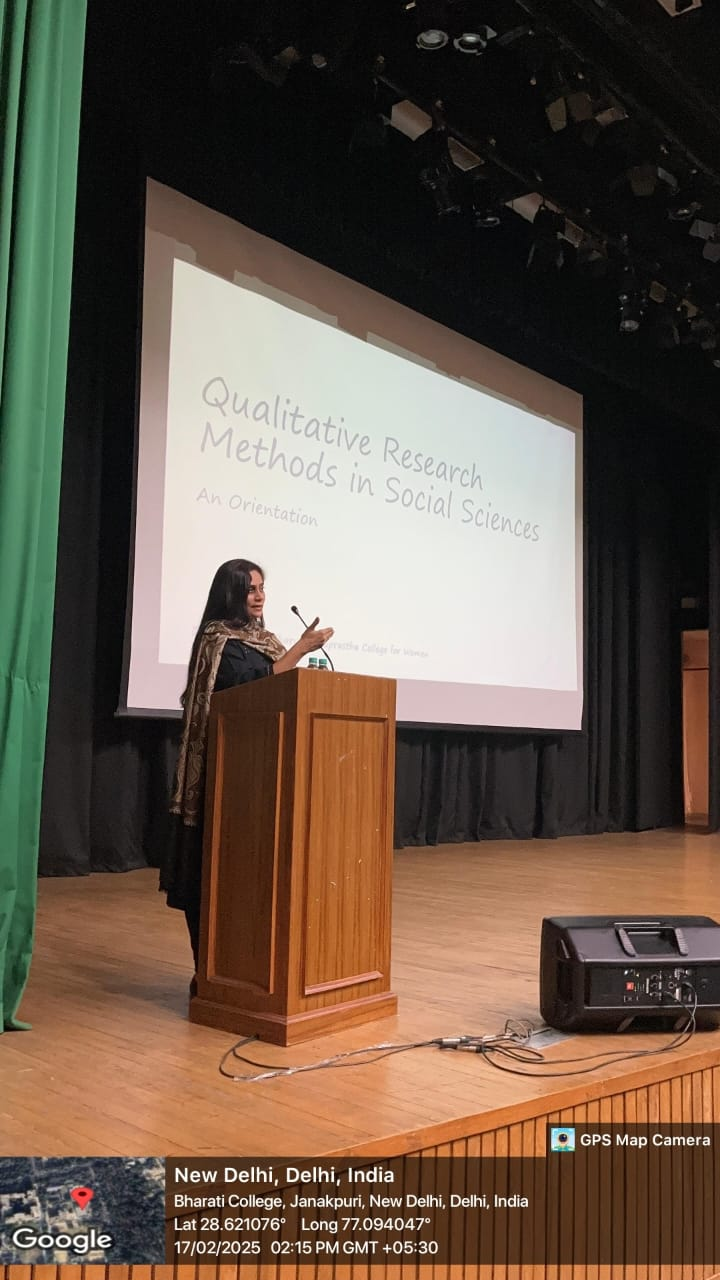 Qualitative Research
Methods in Social Sciences
An Orientation
College for Women
GPS Map Camera
New Delhi, Delhi, India
Bharati College, Janakpuri, New Delhi, Delhi, India
Lat 28.621076° Long 77.094047°
17/02/2025 02:15 PM GMT +05:30
Google